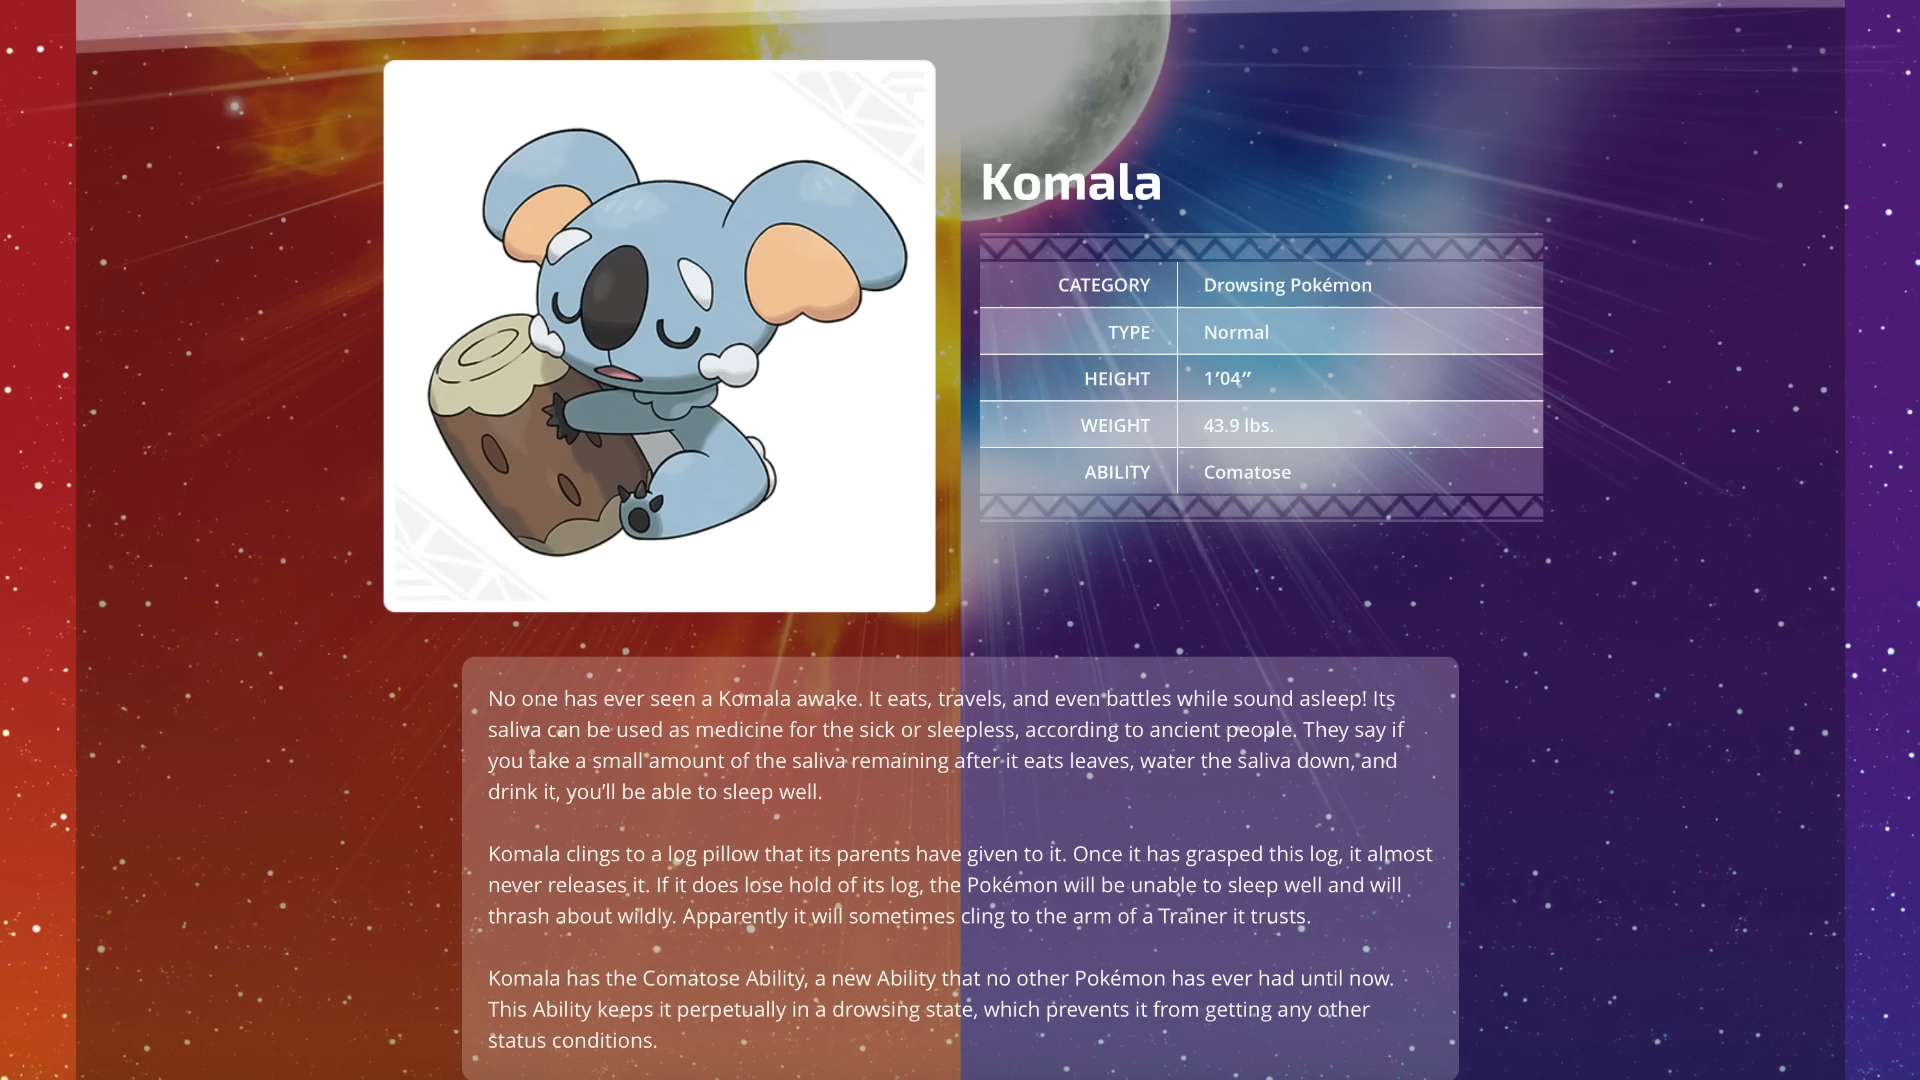 Komala
CATEGORY Drowsing Pokémon
TYPE Normal
HEIGHT 1′04″
WEIGHT 43.9 lbs.
ABILITY Comatose
No one has ever seen a Komala awake. It eats, travels, and even battles while sound asleep! Its
saliva can be used as medicine for the sick or sleepless, according to ancient people. They say if
you take a small amount of the saliva remaining after it eats leaves, water the saliva down, and
drink it, you’ll be able to sleep well.
Komala clings to a log pillow that its parents have given to it. Once it has grasped this log, it almost
never releases it. If it does lose hold of its log, the Pokémon will be unable to sleep well and will
thrash about wildly. Apparently it will sometimes cling to the arm of a Trainer it trusts.
Komala has the Comatose Ability, a new Ability that no other Pokémon has ever had until now.
This Ability keeps it perpetually in a drowsing state, which prevents it from getting any other
status conditions.